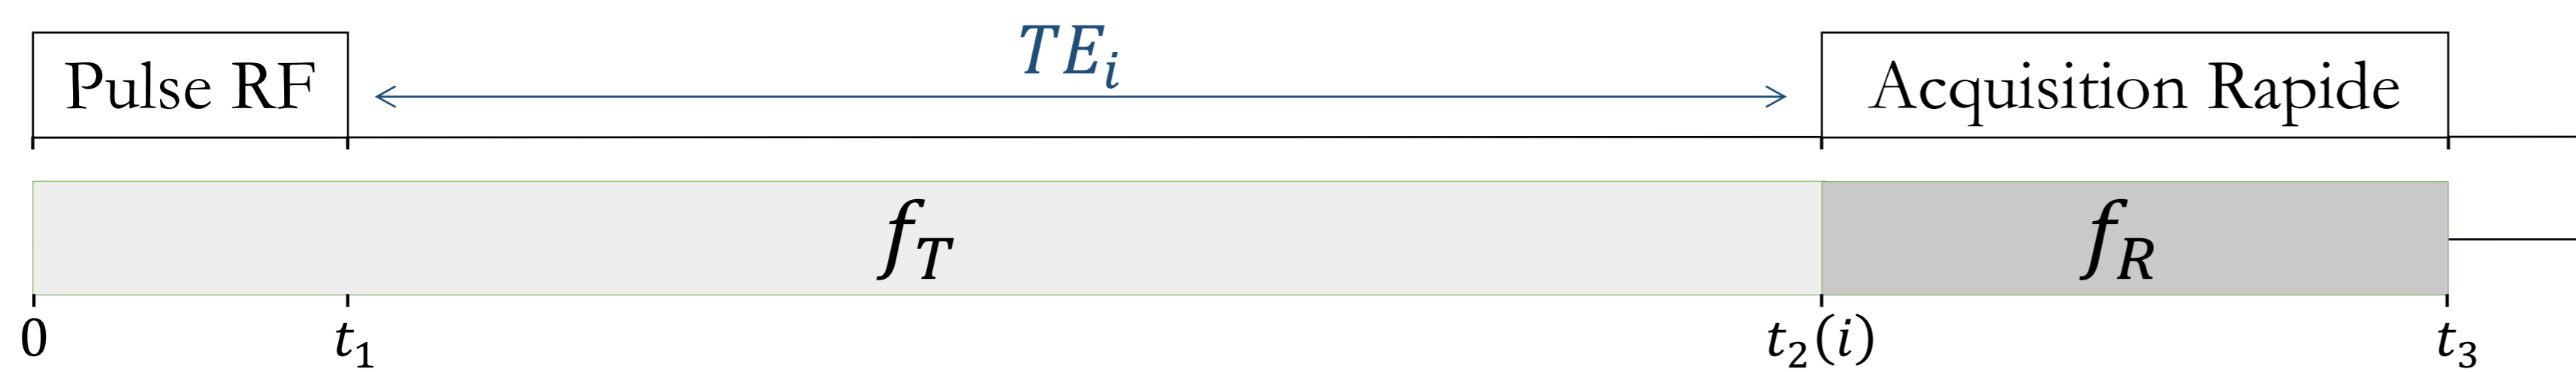 Pulse RF TE_i Acquisition Rapide
f_T f_R
0 t_1 t_2(i) t_3